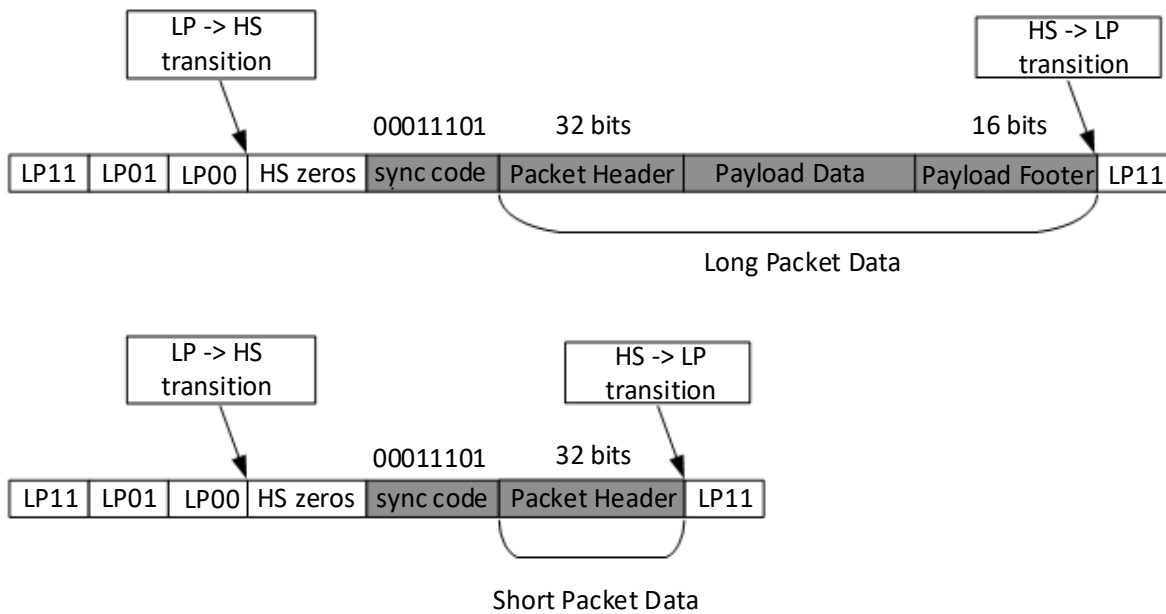 LP -> HS
transition
HS -> LP
transition
00011101
32 bits
16 bits
LP11
LP01
LP00
HS zeros
sync code
Packet Header
Payload Data
Payload Footer
LP11
Long Packet Data
LP -> HS
transition
HS -> LP
transition
00011101
32 bits
LP11
LP01
LP00
HS zeros
sync code
Packet Header
LP11
Short Packet Data